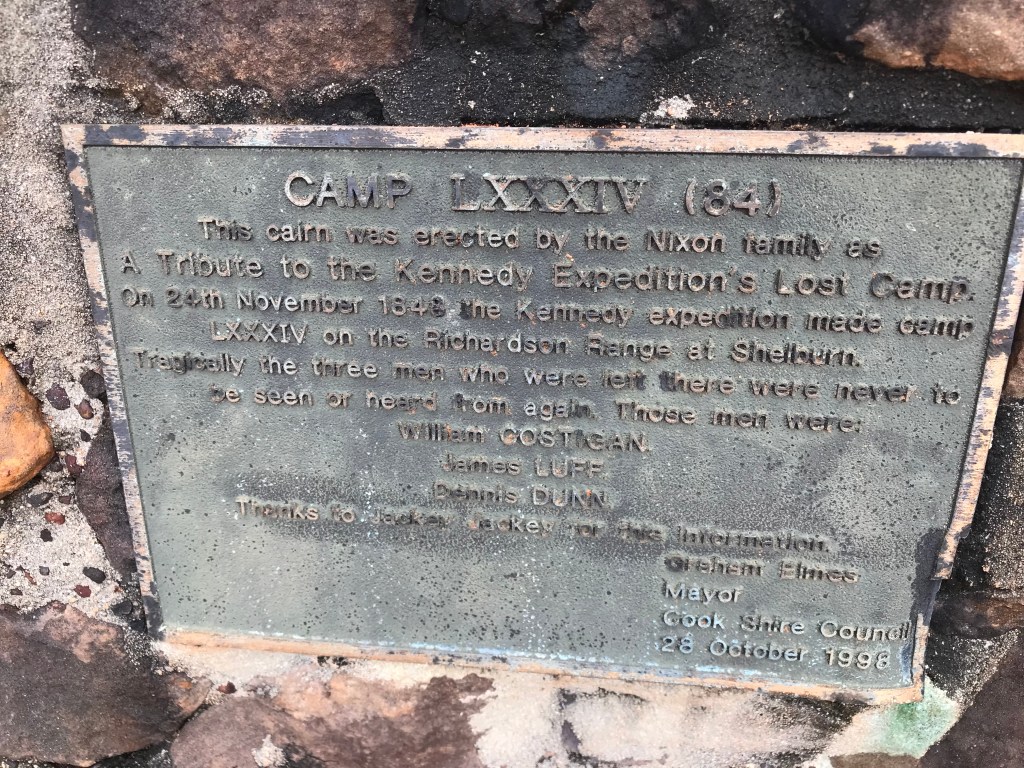 CAMP LXXXIV (84)
This cairn was erected by the Nixon family as
A Tribute to the Kennedy Expedition's Lost Camp.
On 24th November 1848 the Kennedy expedition made camp
LXXXIV on the Richardson Range at Shelburn.
Tragically the three men who were left there were never to
be seen or heard from again. Those men were:
William COSTIGAN.
James LUFF.
Dennis DUNN.
Thanks to Jackey Jackey for this information.
Graham Elmes
Mayor
Cook Shire Council
28 October 1998